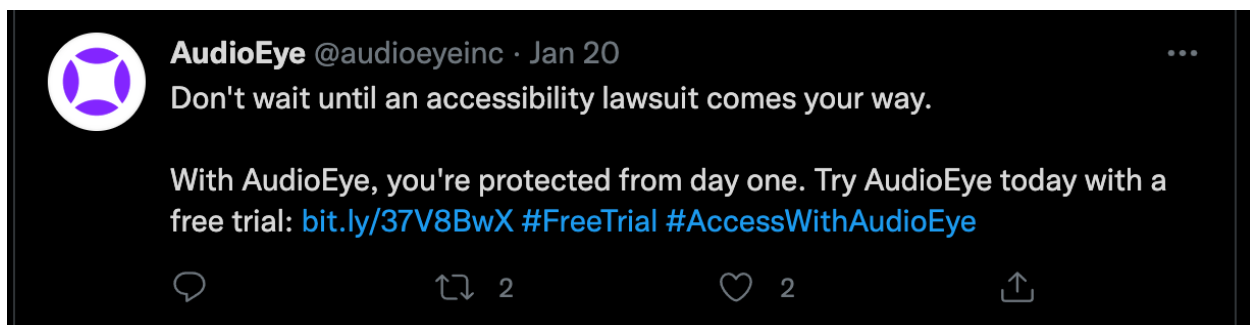 AudioEye @audioeyeinc · Jan 20
Don't wait until an accessibility lawsuit comes your way.
With AudioEye, you're protected from day one. Try AudioEye today with a
free trial: bit.ly/37V8BwX #FreeTrial #AccessWithAudioEye
2 2